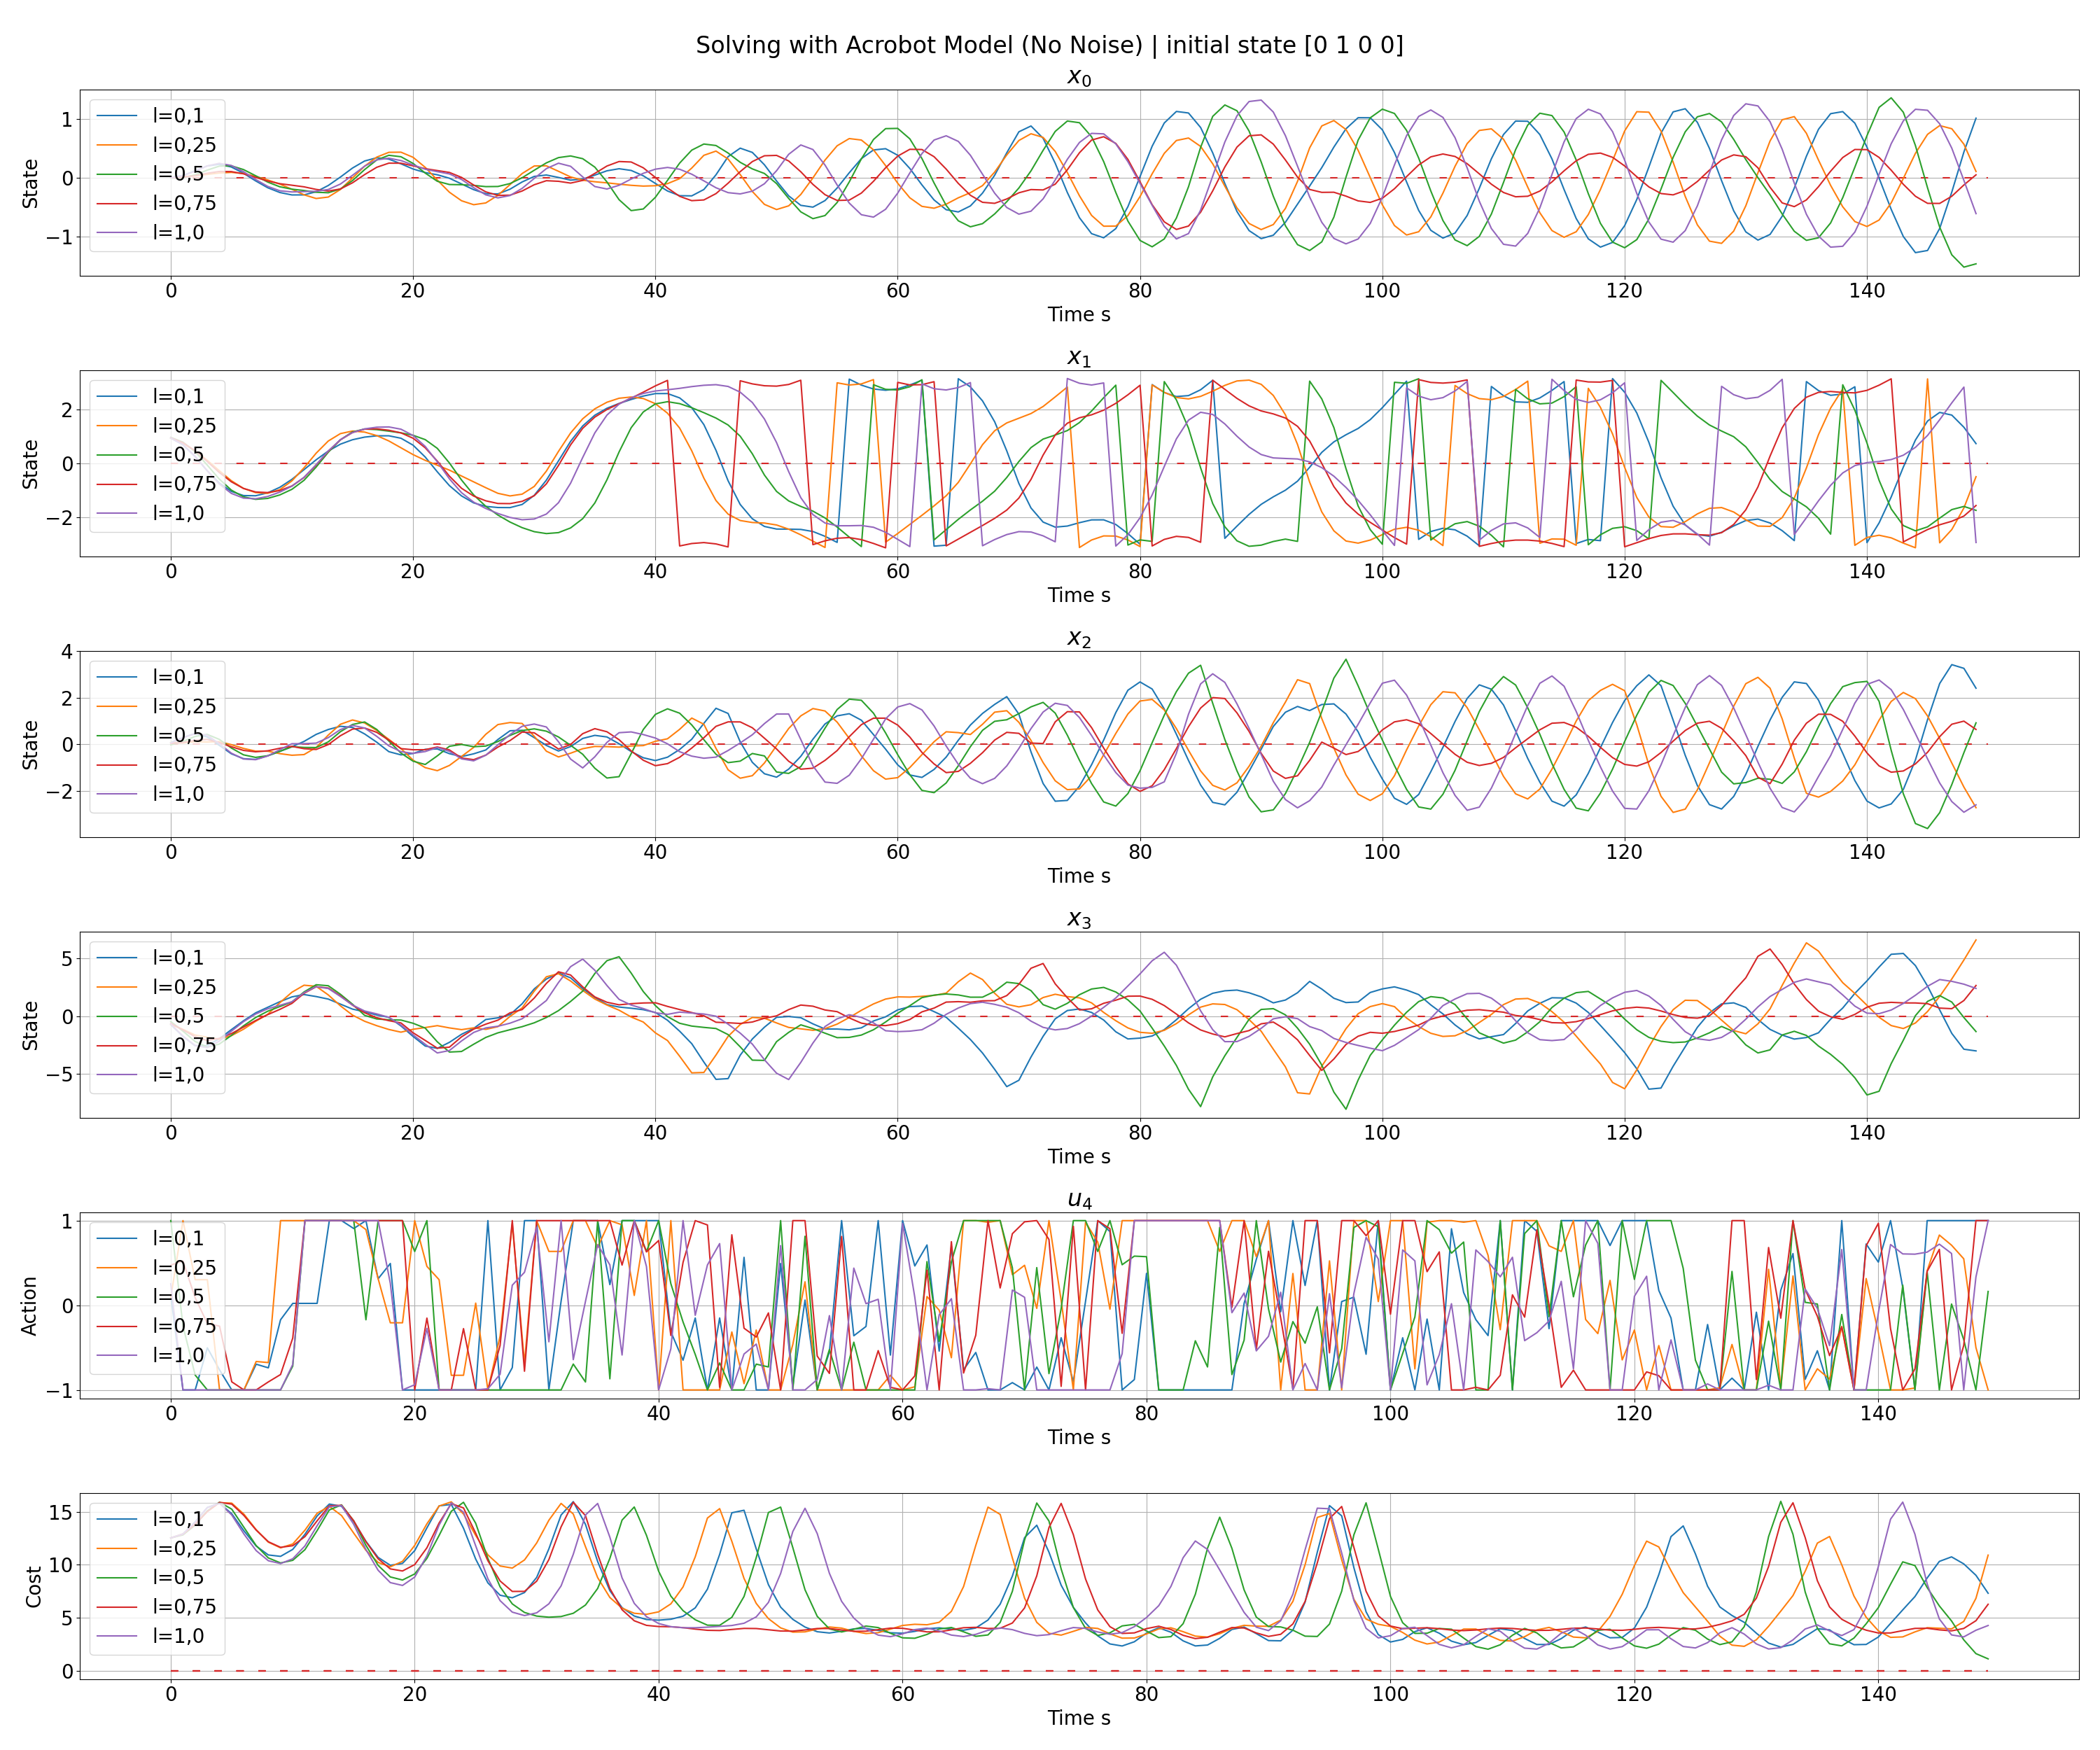 Solving with Acrobot Model (No Noise) | initial state [0 1 0 0]
x0
State
1
0
−1
l=0,1
l=0,25
l=0,5
l=0,75
l=1,0
0 20 40 60 80 100 120 140
Time s
x1
State
2
0
−2
l=0,1
l=0,25
l=0,5
l=0,75
l=1,0
0 20 40 60 80 100 120 140
Time s
x2
State
4
2
0
−2
l=0,1
l=0,25
l=0,5
l=0,75
l=1,0
0 20 40 60 80 100 120 140
Time s
x3
State
5
0
−5
l=0,1
l=0,25
l=0,5
l=0,75
l=1,0
0 20 40 60 80 100 120 140
Time s
u4
Action
1
0
−1
l=0,1
l=0,25
l=0,5
l=0,75
l=1,0
0 20 40 60 80 100 120 140
Time s
Cost
15
10
5
0
l=0,1
l=0,25
l=0,5
l=0,75
l=1,0
0 20 40 60 80 100 120 140
Time s